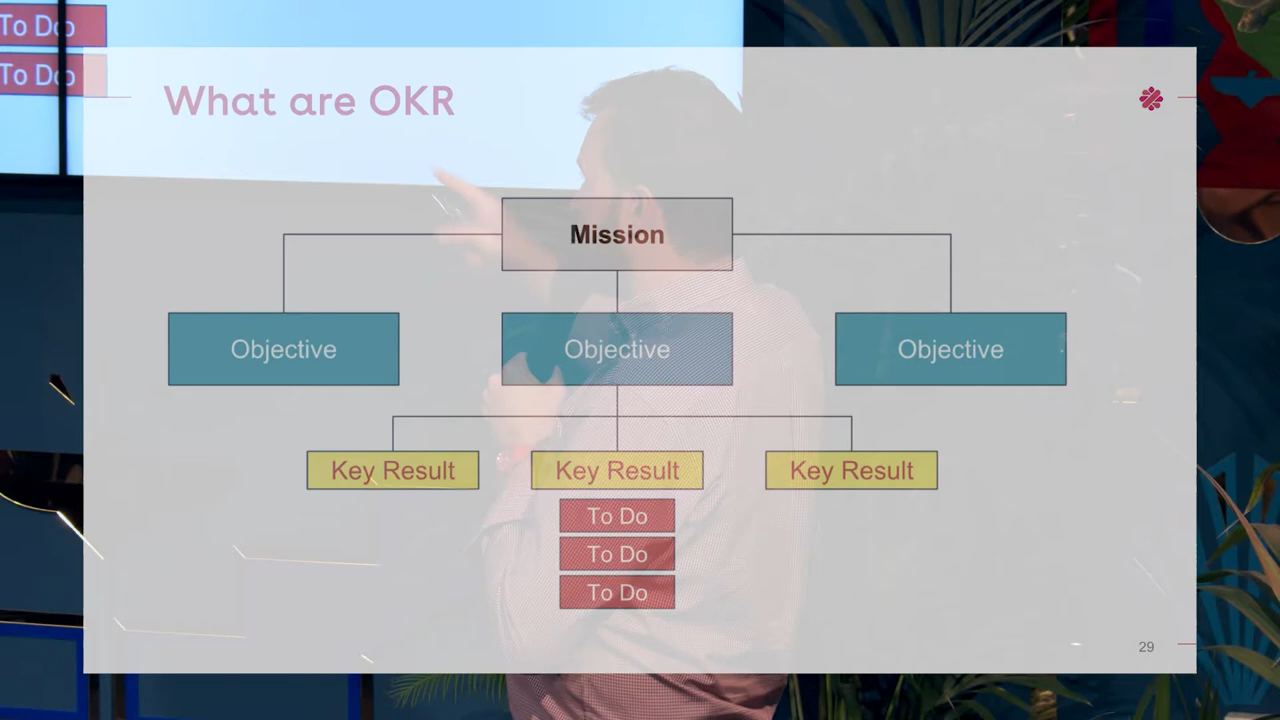 To Do
To Do
What are OKR
Mission
Objective Objective Objective
Key Result Key Result Key Result
To Do
To Do
To Do
29